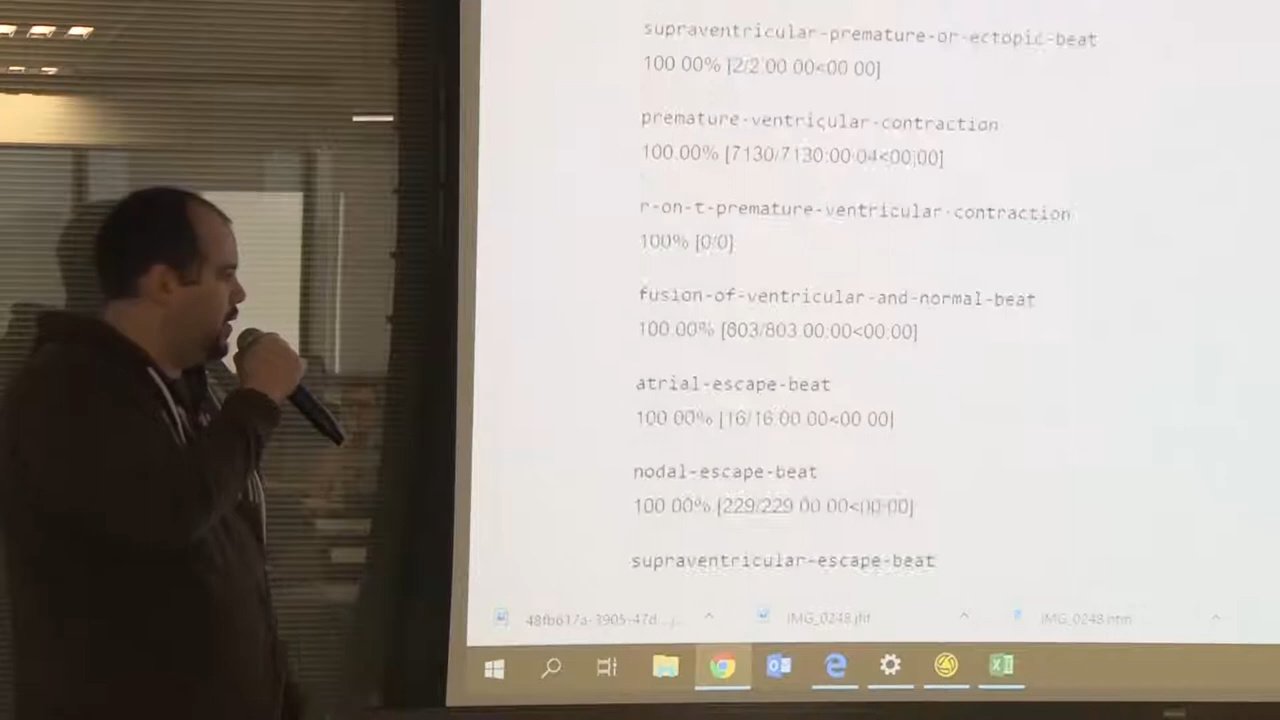 supraventricular-premature-or-ectopic-beat
100.00% [2/2:00:00<00:00]
premature-ventricular-contraction
100.00% [7130/7130:00:04<00:00]
r-on-t-premature-ventricular-contraction
100% [0/0]
fusion-of-ventricular-and-normal-beat
100.00% [803/803 00:00<00:00]
atrial-escape-beat
100.00% [16/16 00:00<00:00]
nodal-escape-beat
100.00% [229/229 00:00<00:00]
supraventricular-escape-beat
IMG_0248.jfif